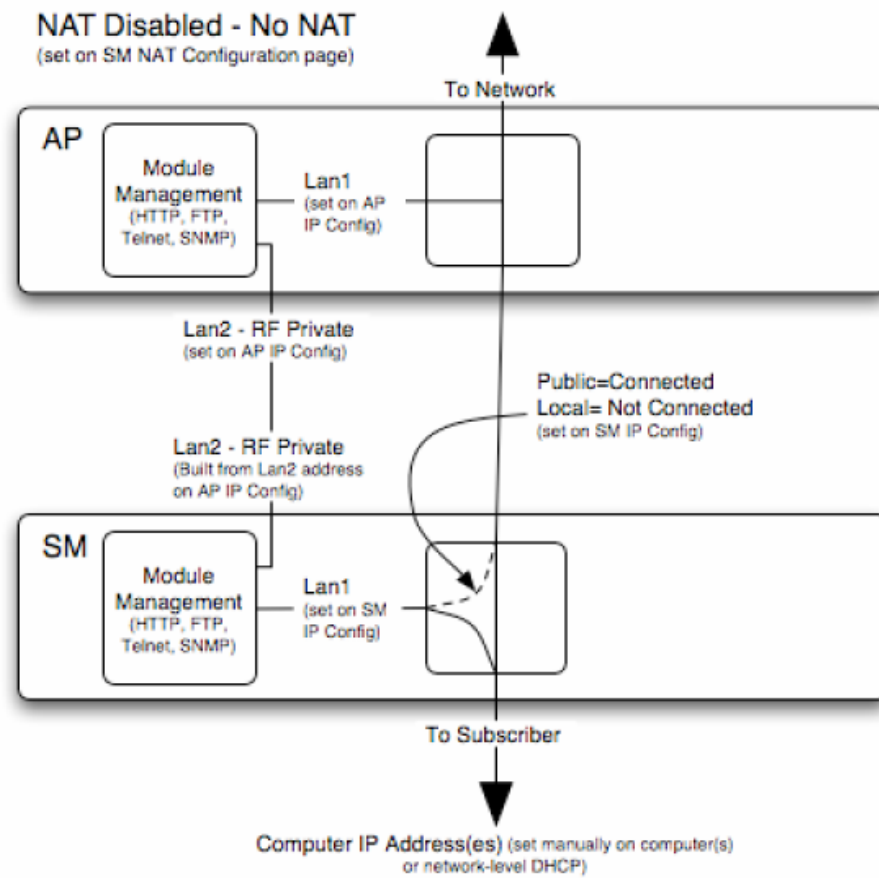 NAT Disabled - No NAT
(set on SM NAT Configuration page)
To Network
AP
Module
Management
(HTTP, FTP,
Telnet, SNMP)
Lan1
(set on AP
IP Config)
Lan2 - RF Private
(set on AP IP Config)
Public=Connected
Local= Not Connected
(set on SM IP Config)
Lan2 - RF Private
(Built from Lan2 address
on AP IP Config)
SM
Module
Management
(HTTP, FTP,
Telnet, SNMP)
Lan1
(set on SM
IP Config)
To Subscriber
Computer IP Address(es) (set manually on computer(s)
or network-level DHCP)